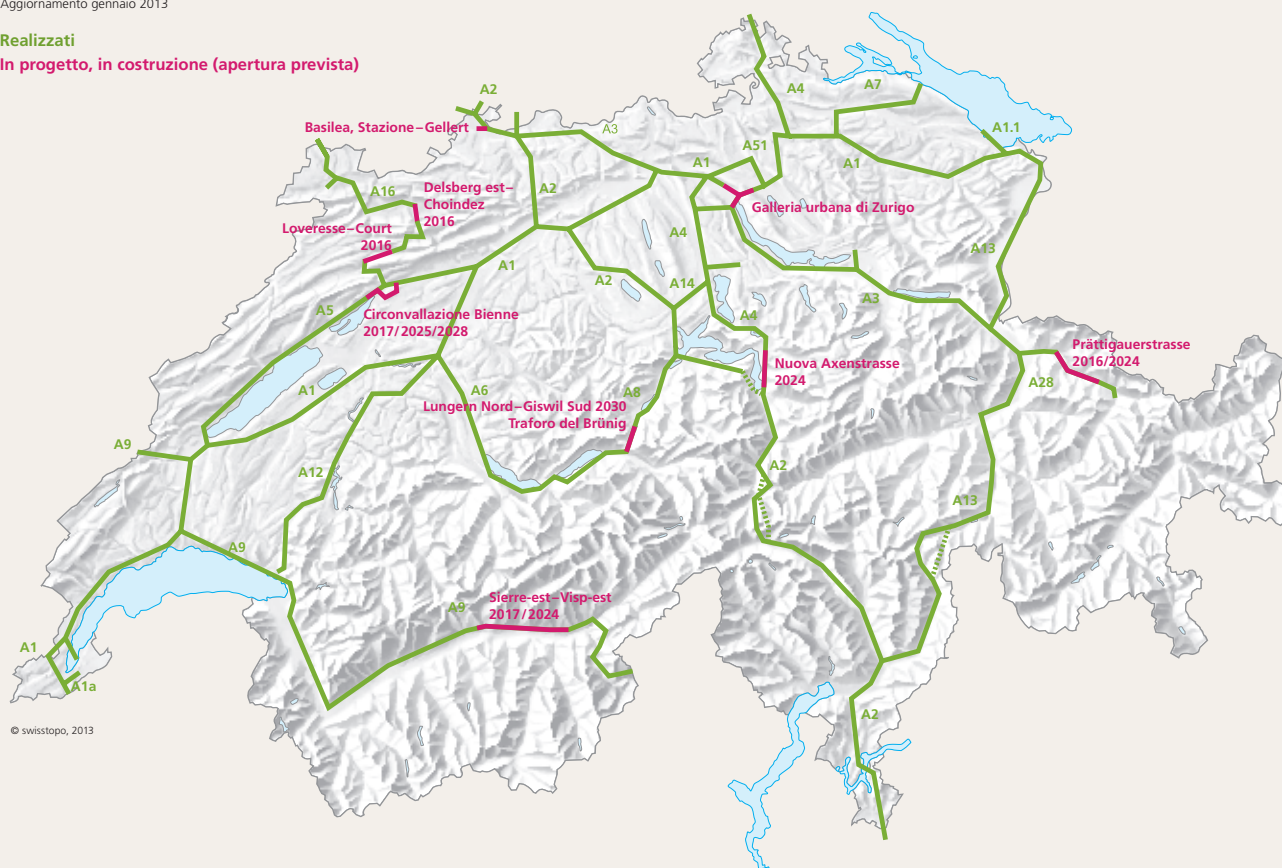 Aggiornamento gennaio 2013
Realizzati
In progetto, in costruzione (apertura prevista)
A2
A4
A7
Basilea, Stazione–Gellert
A3
A1.1
A51
A1
A1
A16
Delsberg est–
Choindez
2016
A2
Galleria urbana di Zurigo
Loveresse–Court
2016
A4
A13
A1
A2
A14
A3
A5
Circonvallazione Bienne
2017/2025/2028
A4
Prättigauerstrasse
2016/2024
Nuova Axenstrasse
2024
A28
A1
A6
A8
Lungern Nord–Giswil Sud 2030
Traforo del Brünig
A9
A12
A2
A13
A9
Sierre-est–Visp-est
2017/2024
A9
A1
A1a
A2
© swisstopo, 2013